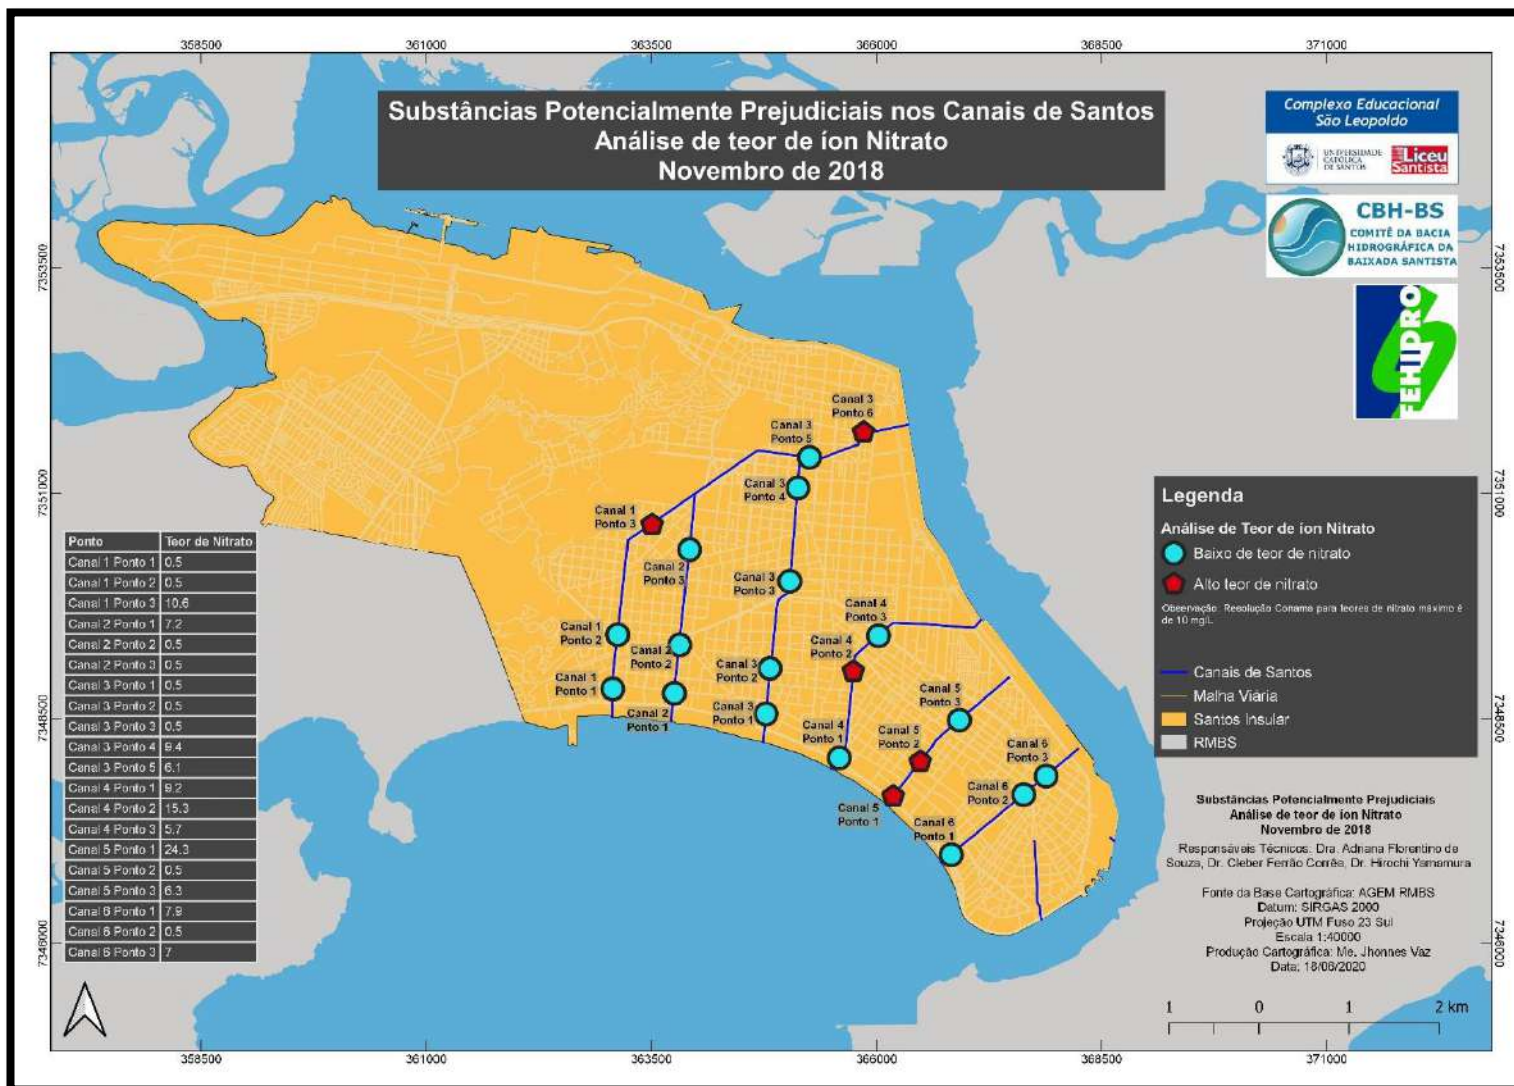 358500 361000 363500 366000 368500 371000
Substâncias Potencialmente Prejudiciais nos Canais de Santos
Análise de teor de íon Nitrato
Novembro de 2018
Complexo Educacional
São Leopoldo
UNIVERSIDADE
CATÓLICA
DE SANTOS
Liceu
Santista
CBH-BS
COMITÊ DA BACIA
HIDROGRÁFICA DA
BAIXADA SANTISTA
FEHIDRO
7353500
7351000
7348500
7346000
7353500
7351000
7348500
7346000
Canal 3
Ponto 6
Canal 3
Ponto 5
Canal 3
Ponto 4
Canal 1
Ponto 3
Canal 2
Ponto 3
Canal 3
Ponto 3
Canal 4
Ponto 3
Canal 1
Ponto 2
Canal 2
Ponto 2
Canal 4
Ponto 2
Canal 3
Ponto 2
Canal 1
Ponto 1
Canal 2
Ponto 1
Canal 3
Ponto 1
Canal 5
Ponto 3
Canal 4
Ponto 1
Canal 5
Ponto 2
Canal 6
Ponto 3
Canal 6
Ponto 2
Canal 5
Ponto 1
Canal 6
Ponto 1
Ponto Teor de Nitrato
Canal 1 Ponto 1 0.5
Canal 1 Ponto 2 0.5
Canal 1 Ponto 3 10.6
Canal 2 Ponto 1 7.2
Canal 2 Ponto 2 0.5
Canal 2 Ponto 3 0.5
Canal 3 Ponto 1 0.5
Canal 3 Ponto 2 0.5
Canal 3 Ponto 3 0.5
Canal 3 Ponto 4 9.4
Canal 3 Ponto 5 6.1
Canal 4 Ponto 1 9.2
Canal 4 Ponto 2 15.3
Canal 4 Ponto 3 5.7
Canal 5 Ponto 1 24.3
Canal 5 Ponto 2 0.5
Canal 5 Ponto 3 6.3
Canal 6 Ponto 1 7.9
Canal 6 Ponto 2 0.5
Canal 6 Ponto 3 7
Legenda
Análise de Teor de íon Nitrato
Baixo de teor de nitrato
Alto teor de nitrato
Observação: Resolução Conama para teores de nitrato máximo é
de 10 mg/L
Canais de Santos
Malha Viária
Santos Insular
RMBS
Substâncias Potencialmente Prejudiciais
Análise de teor de íon Nitrato
Novembro de 2018
Responsáveis Técnicos: Dra. Adriana Florentino de
Souza, Dr. Cleber Ferrão Corrêa, Dr. Hirochi Yamamura
Fonte da Base Cartográfica: AGEM RMBS
Datum: SIRGAS 2000
Projeção UTM Fuso 23 Sul
Escala 1:40000
Produção Cartográfica: Me. Jhonnes Vaz
Data: 18/06/2020
1 0 1 2 km
358500 361000 363500 366000 368500 371000